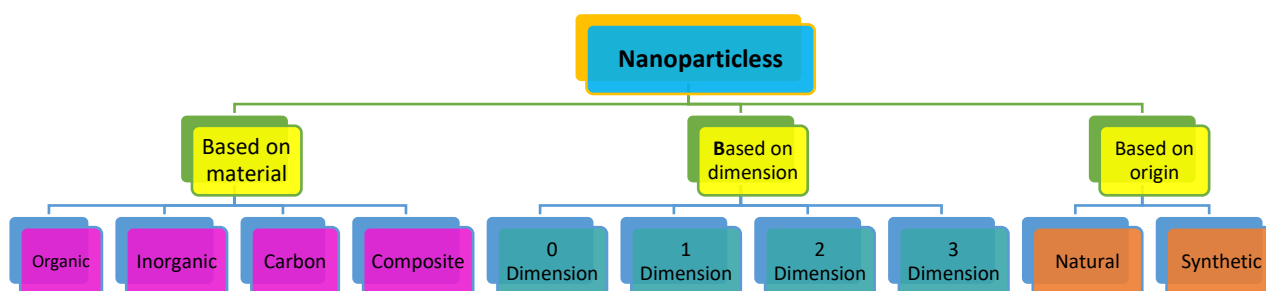 Nanoparticless
Based on
material
Based on
dimension
Based on
origin
Organic
Inorganic
Carbon
Composite
0
Dimension
1
Dimension
2
Dimension
3
Dimension
Natural
Synthetic